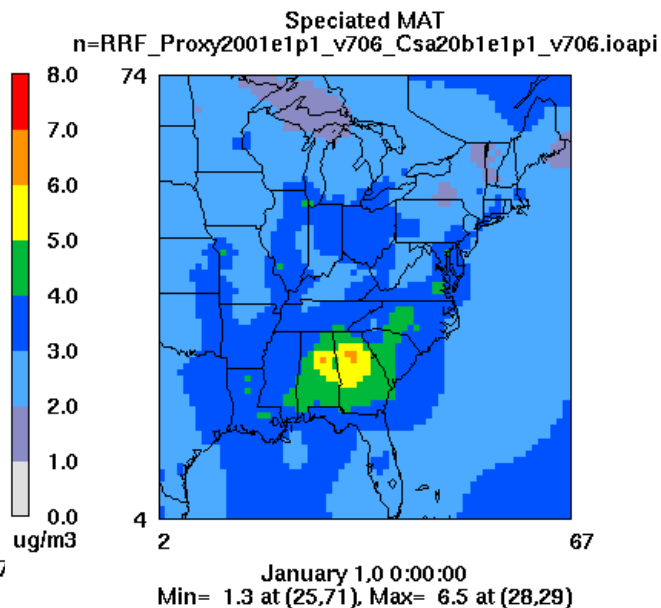 Speciated MAT
n=RRF_Proxy2001e1p1_v706_Csa20b1e1p1_v706.ioapi
8.0
7.0
6.0
5.0
4.0
3.0
2.0
1.0
0.0
ug/m3
74
4
2
67
January 1,0 0:00:00
Min= 1.3 at (25,71), Max= 6.5 at (28,29)